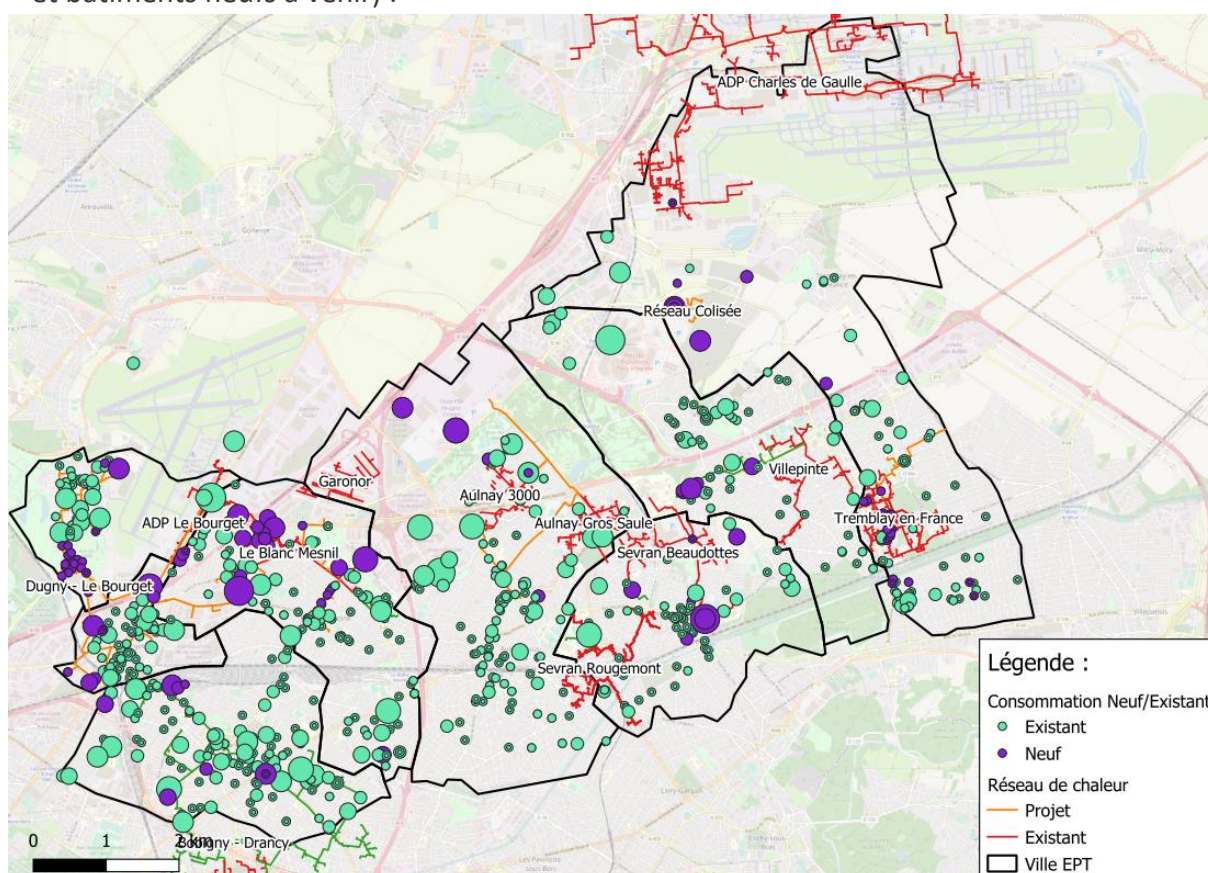 et bâtiments neufs à venir) :
ADP Charles de Gaulle
Gonesse
Réseau Colisée
Garonor
Aulnay 3000
Villepinte
ADP Le Bourget
Aulnay Gros Saule
Tremblay en France
Le Blanc Mesnil
Sevran Beaudottes
Dugny - Le Bourget
Sevran Rougemont
Bobigny - Drancy
0 1 2 km
Légende :
Consommation Neuf/Existant
Existant
Neuf
Réseau de chaleur
Projet
Existant
Ville EPT